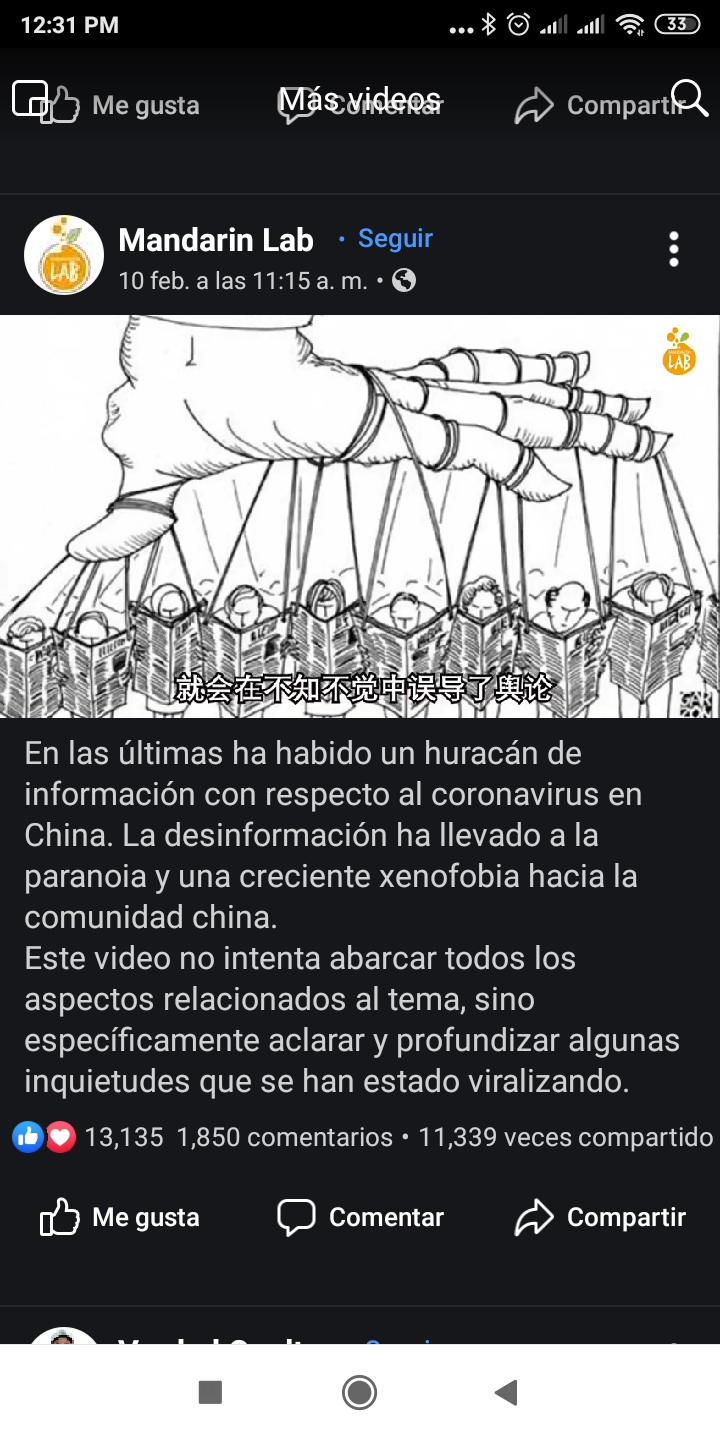 12:31 PM
33
Me gusta
Más videos
Comentar
Compartir
Mandarin Lab • Seguir
10 feb. a las 11:15 a. m. •
LAB
LAB
就会在不知不觉中误导了舆论
En las últimas ha habido un huracán de
información con respecto al coronavirus en
China. La desinformación ha llevado a la
paranoia y una creciente xenofobia hacia la
comunidad china.
Este video no intenta abarcar todos los
aspectos relacionados al tema, sino
específicamente aclarar y profundizar algunas
inquietudes que se han estado viralizando.
13,135 1,850 comentarios • 11,339 veces compartido
Me gusta
Comentar
Compartir